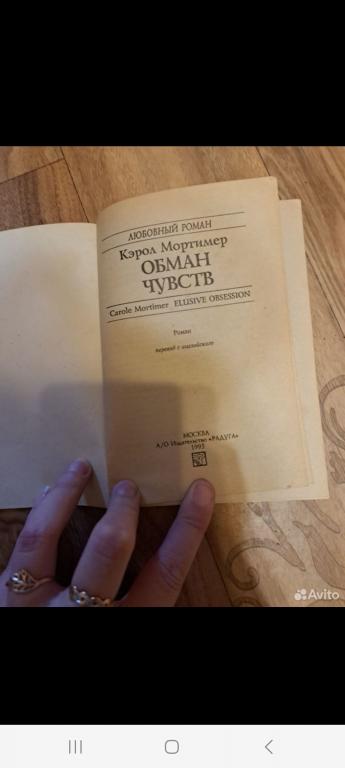 ЛЮБОВНЫЙ РОМАН
Кэрол Мортимер
ОБМАН
ЧУВСТВ
Carole Mortimer ELUSIVE OBSESSION
Роман
перевод с английского
МОСКВА
А/О Издательство «РАДУГА»
1995
Avito